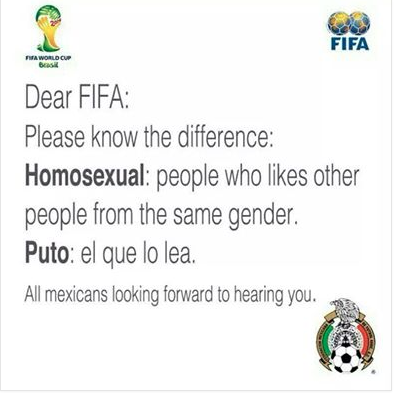 FIFA WORLD CUP
Brasil
FIFA
Dear FIFA:
Please know the difference:
Homosexual: people who likes other
people from the same gender.
Puto: el que lo lea.
All mexicans looking forward to hearing you.